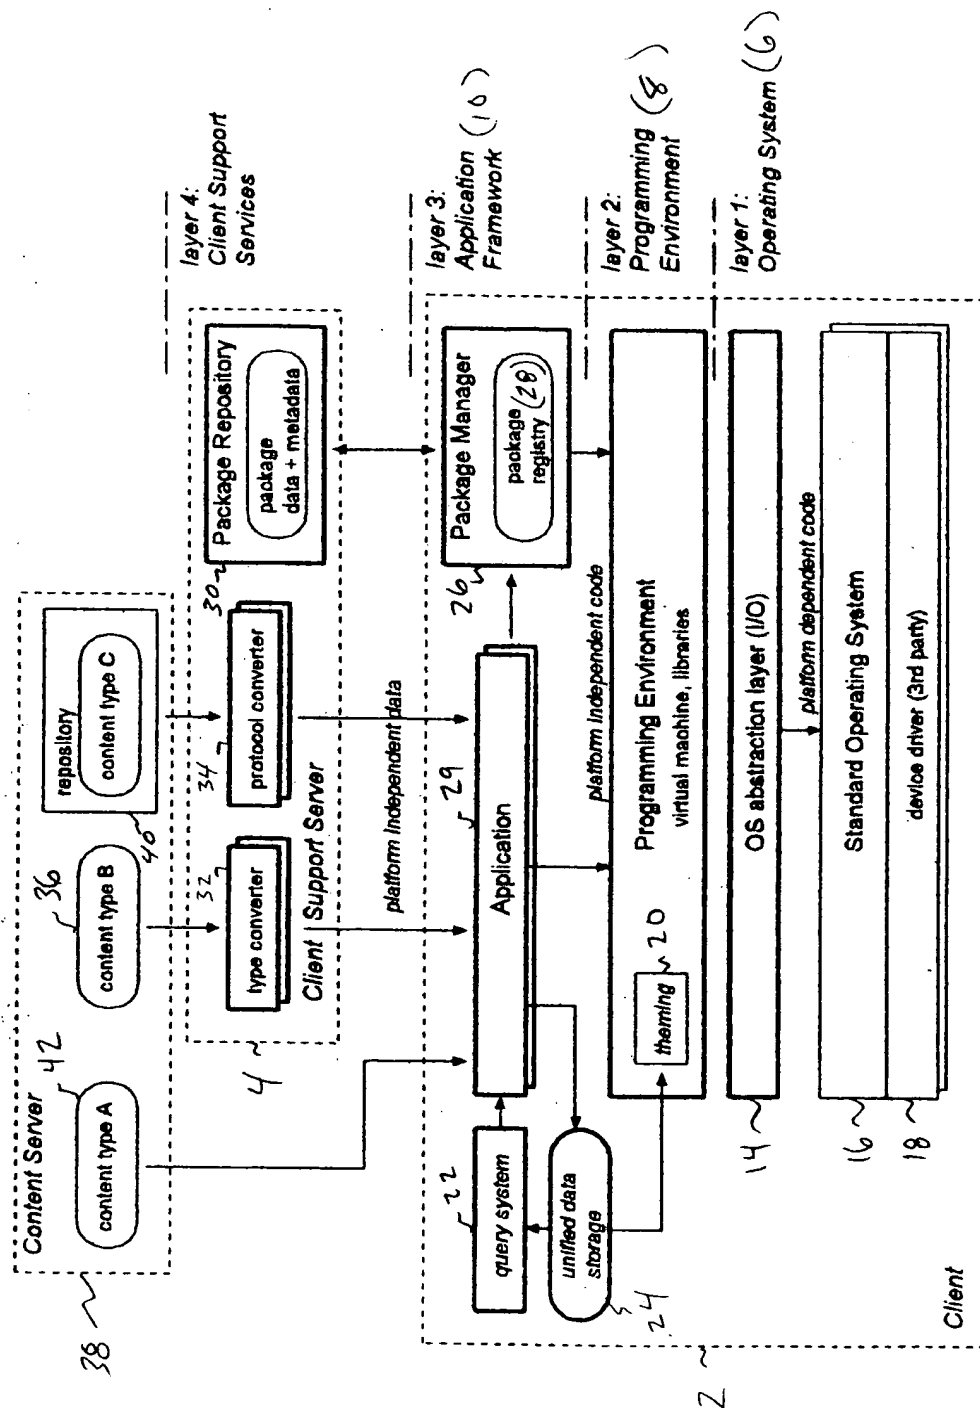 Content Server
38
content type A
42
content type B
36
repository
content type C
40
layer 4:
Client Support
Services
type converter
32
protocol converter
34
Package Repository
30
package
data + metadata
Client Support Server
4
platform independent data
layer 3:
Application (10)
Framework
query system
22
Application
29
Package Manager
26
package
registry (28)
unified data
storage
24
platform independent code
layer 2:
Programming (8)
Environment
theming
20
Programming Environment
virtual machine, libraries
layer 1:
Operating System (6)
OS abstraction layer (I/O)
14
platform dependent code
Standard Operating System
16
device driver (3rd party)
18
Client
2